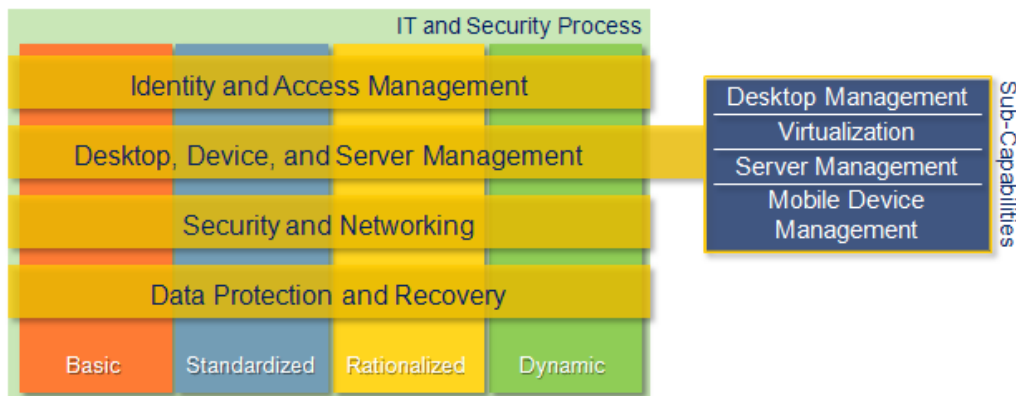 IT and Security Process
Identity and Access Management
Desktop, Device, and Server Management
Security and Networking
Data Protection and Recovery
Basic
Standardized
Rationalized
Dynamic
Desktop Management
Virtualization
Server Management
Mobile Device
Management
Sub-Capabilities